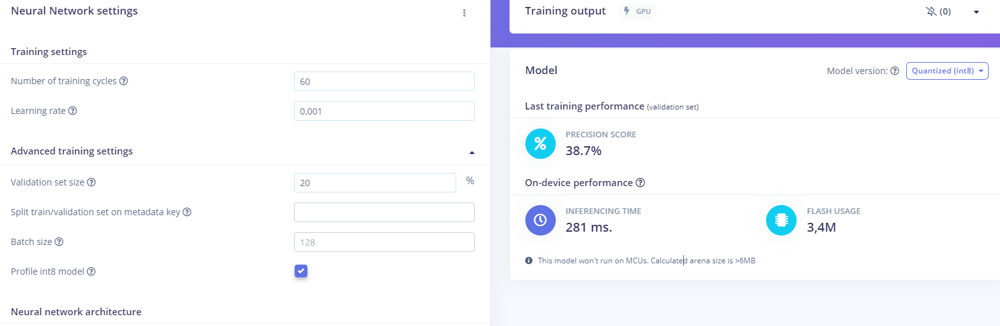 Neural Network settings
Training settings
Number of training cycles
60
Learning rate
0.001
Advanced training settings
Validation set size
20
%
Split train/validation set on metadata key
Batch size
128
Profile int8 model
Neural network architecture
Training output
GPU
(0)
Model
Model version:
Quantized (int8)
Last training performance (validation set)
%
PRECISION SCORE
38.7%
On-device performance
INFERENCING TIME
281 ms.
FLASH USAGE
3,4M
This model won't run on MCUs. Calculated arena size is >6MB